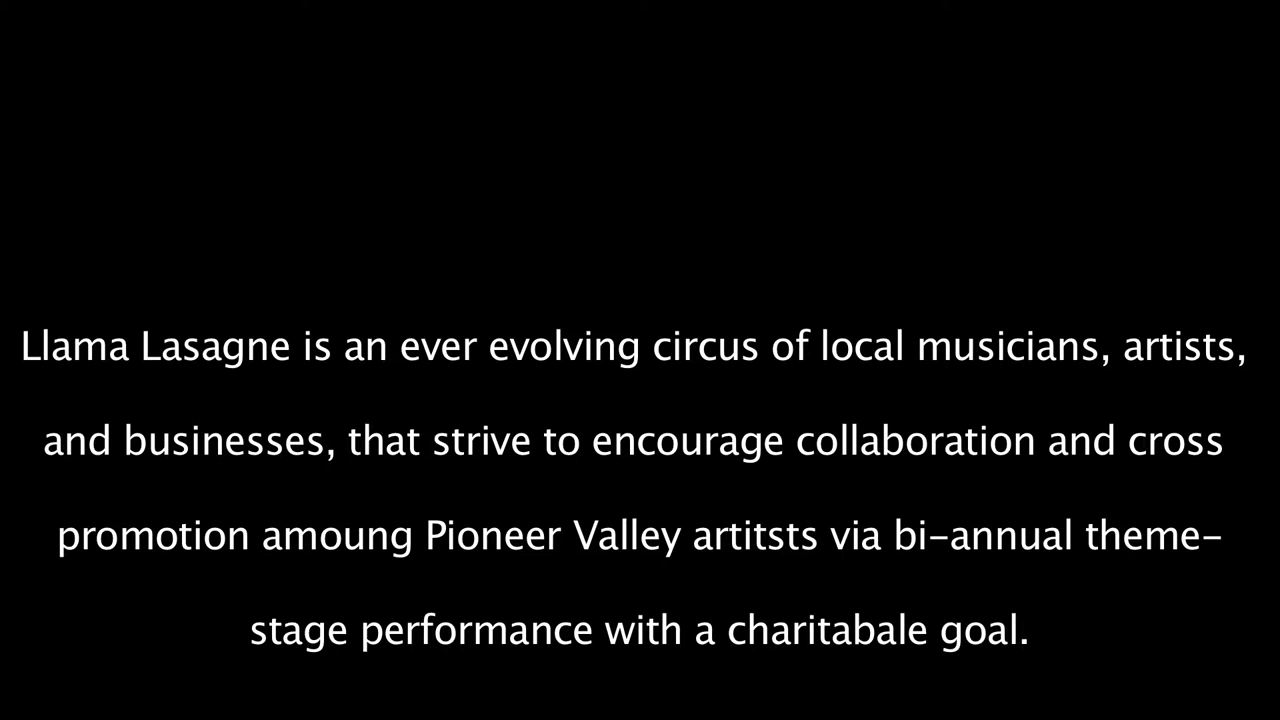 Llama Lasagne is an ever evolving circus of local musicians, artists,
and businesses, that strive to encourage collaboration and cross
promotion amoung Pioneer Valley artitsts via bi-annual theme-
stage performance with a charitabale goal.